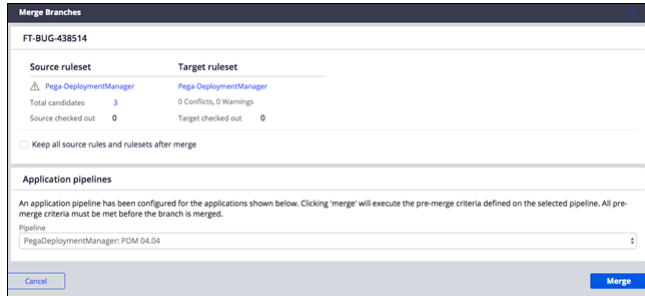 Merge Branches
FT-BUG-438514
Source ruleset Target ruleset
Pega-DeploymentManager Pega-DeploymentManager
Total candidates 3 0 Conflicts, 0 Warnings
Source checked out 0 Target checked out 0
Keep all source rules and rulesets after merge
Application pipelines
An application pipeline has been configured for the applications shown below. Clicking 'merge' will execute the pre-merge criteria defined on the selected pipeline. All pre-
merge criteria must be met before the branch is merged.
Pipeline
PegaDeploymentManager: PDM 04.04
Cancel Merge